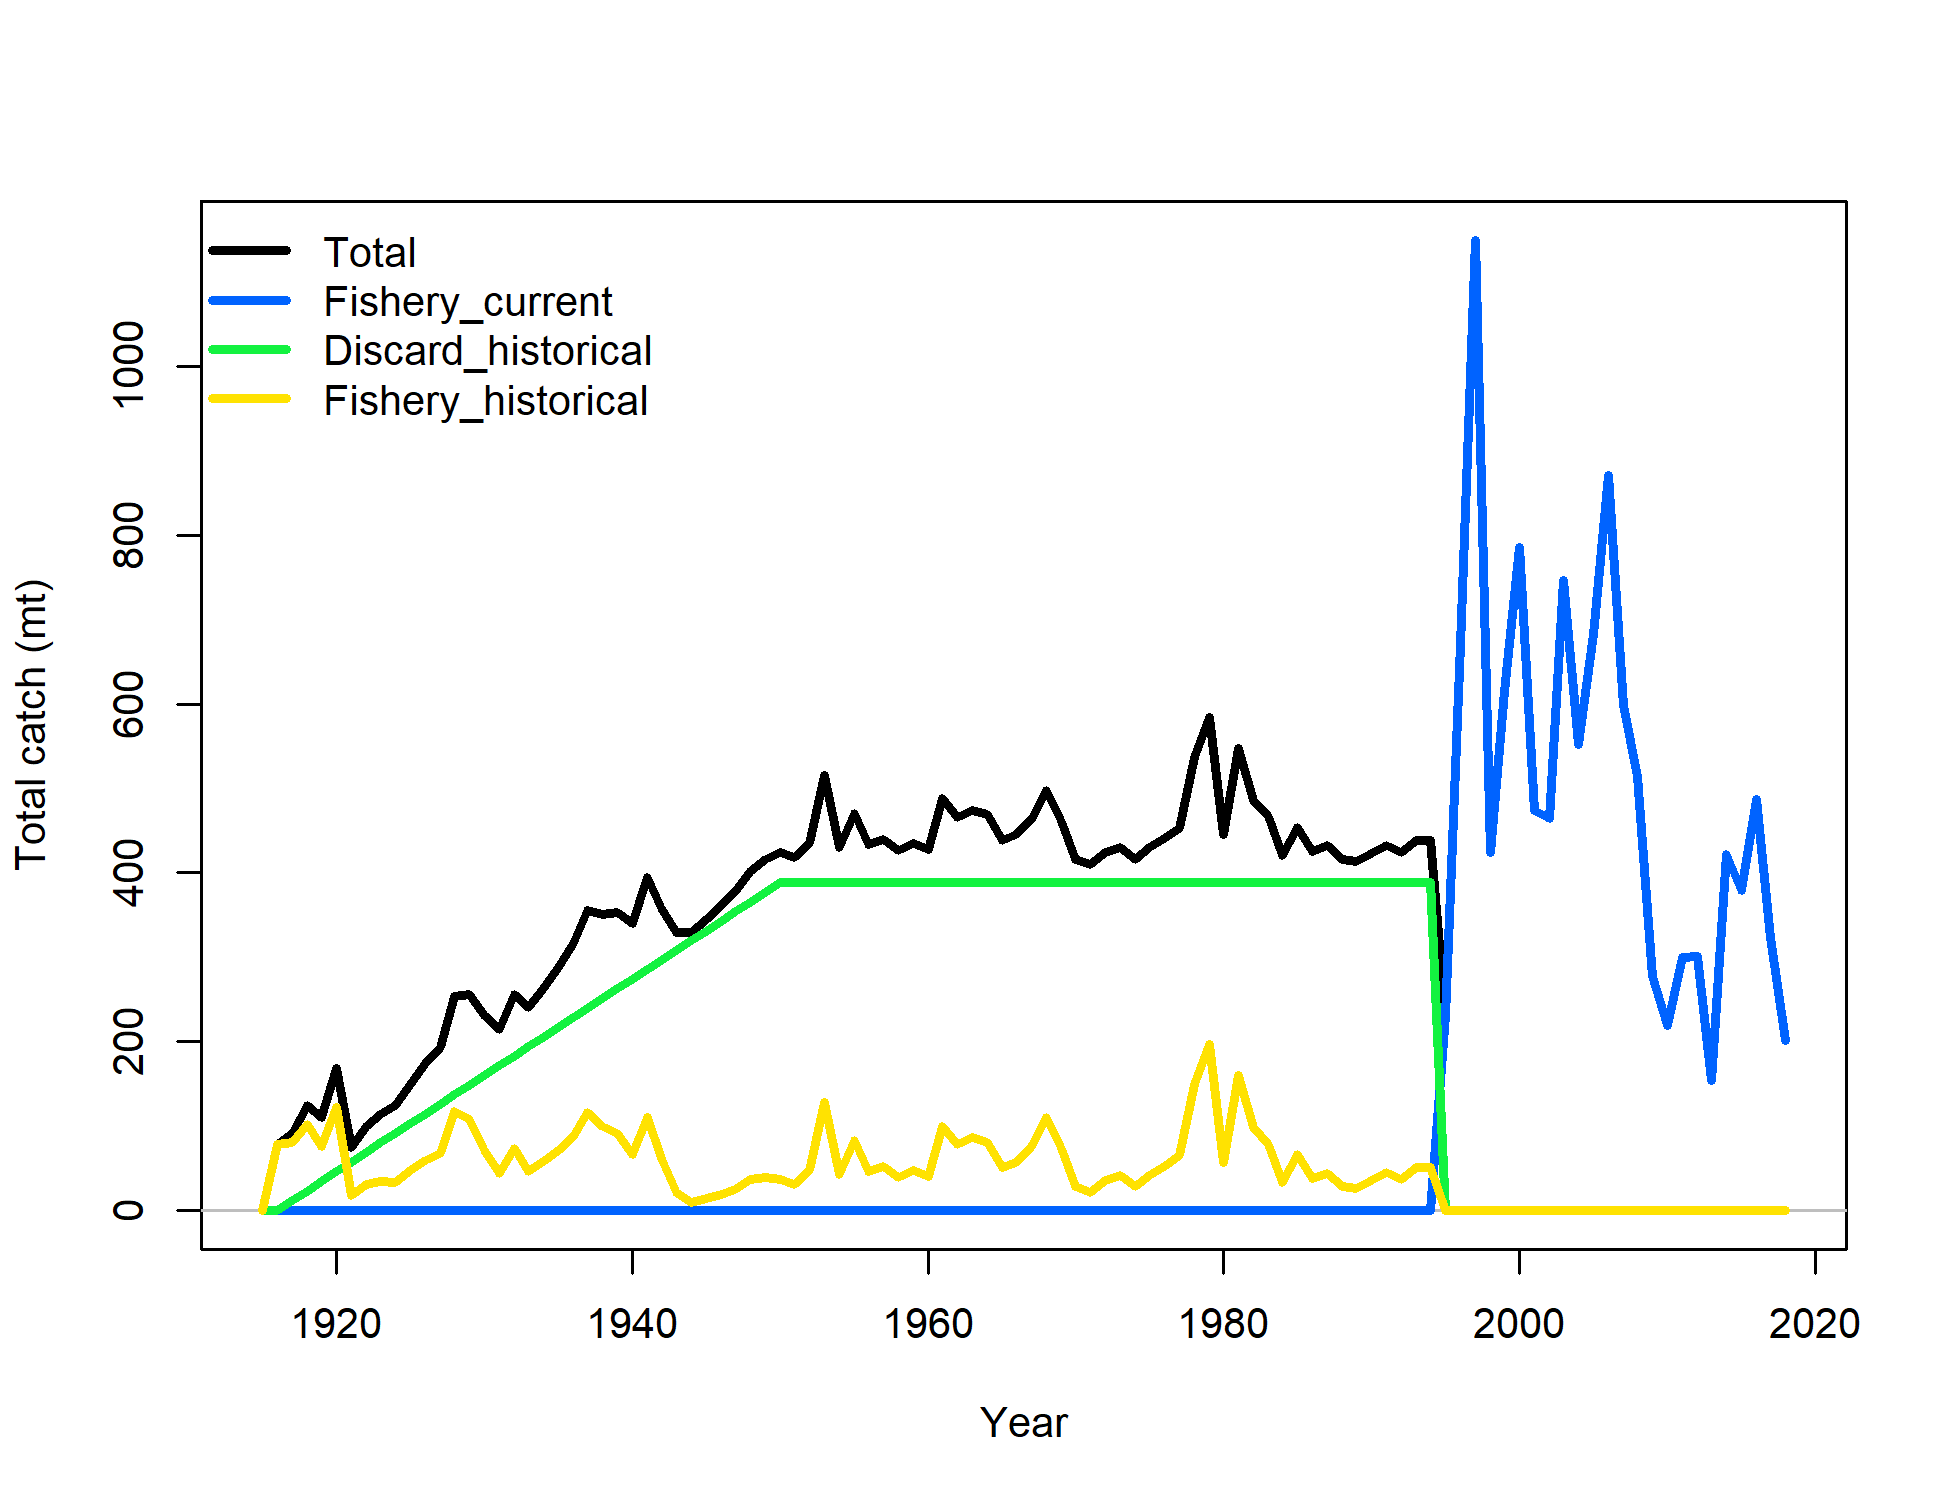 Total
Fishery_current
Discard_historical
Fishery_historical
Total catch (mt)
1000
800
600
400
200
0
1920 1940 1960 1980 2000 2020
Year